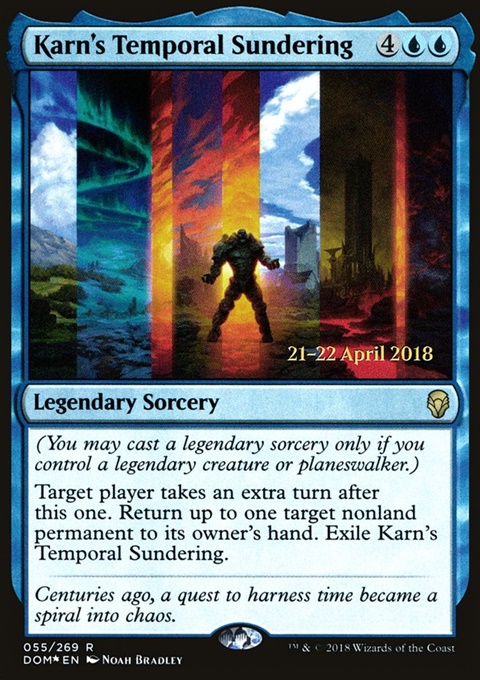 Karn's Temporal Sundering 4
21–22 April 2018
Legendary Sorcery
(You may cast a legendary sorcery only if you
control a legendary creature or planeswalker.)
Target player takes an extra turn after
this one. Return up to one target nonland
permanent to its owner's hand. Exile Karn's
Temporal Sundering.
Centuries ago, a quest to harness time became a
spiral into chaos.
055/269 R
DOM★EN Noah Bradley
™ & © 2018 Wizards of the Coast